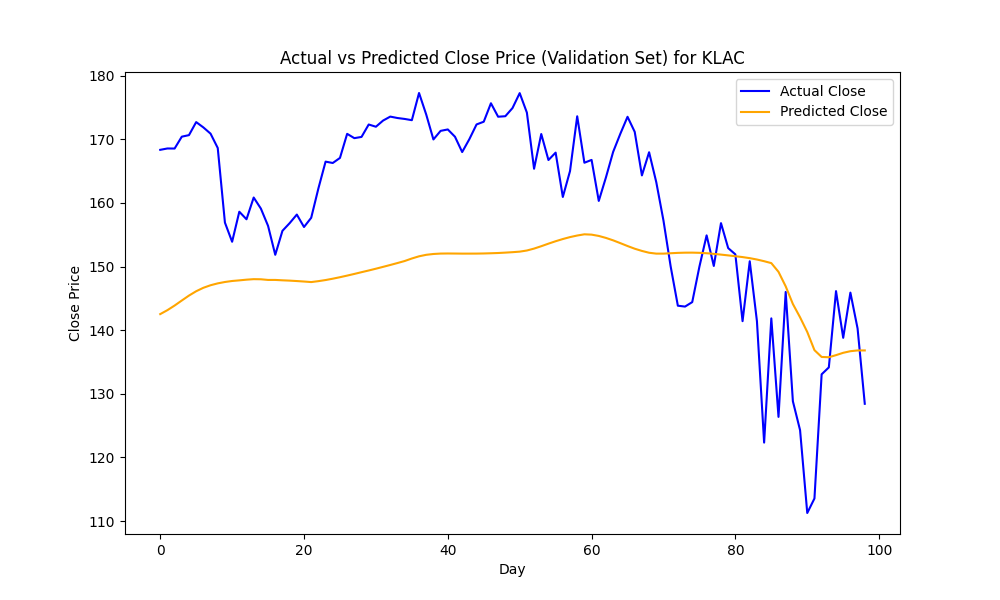 Actual vs Predicted Close Price (Validation Set) for KLAC
Actual Close
Predicted Close
Close Price
180
170
160
150
140
130
120
110
0 20 40 60 80 100
Day